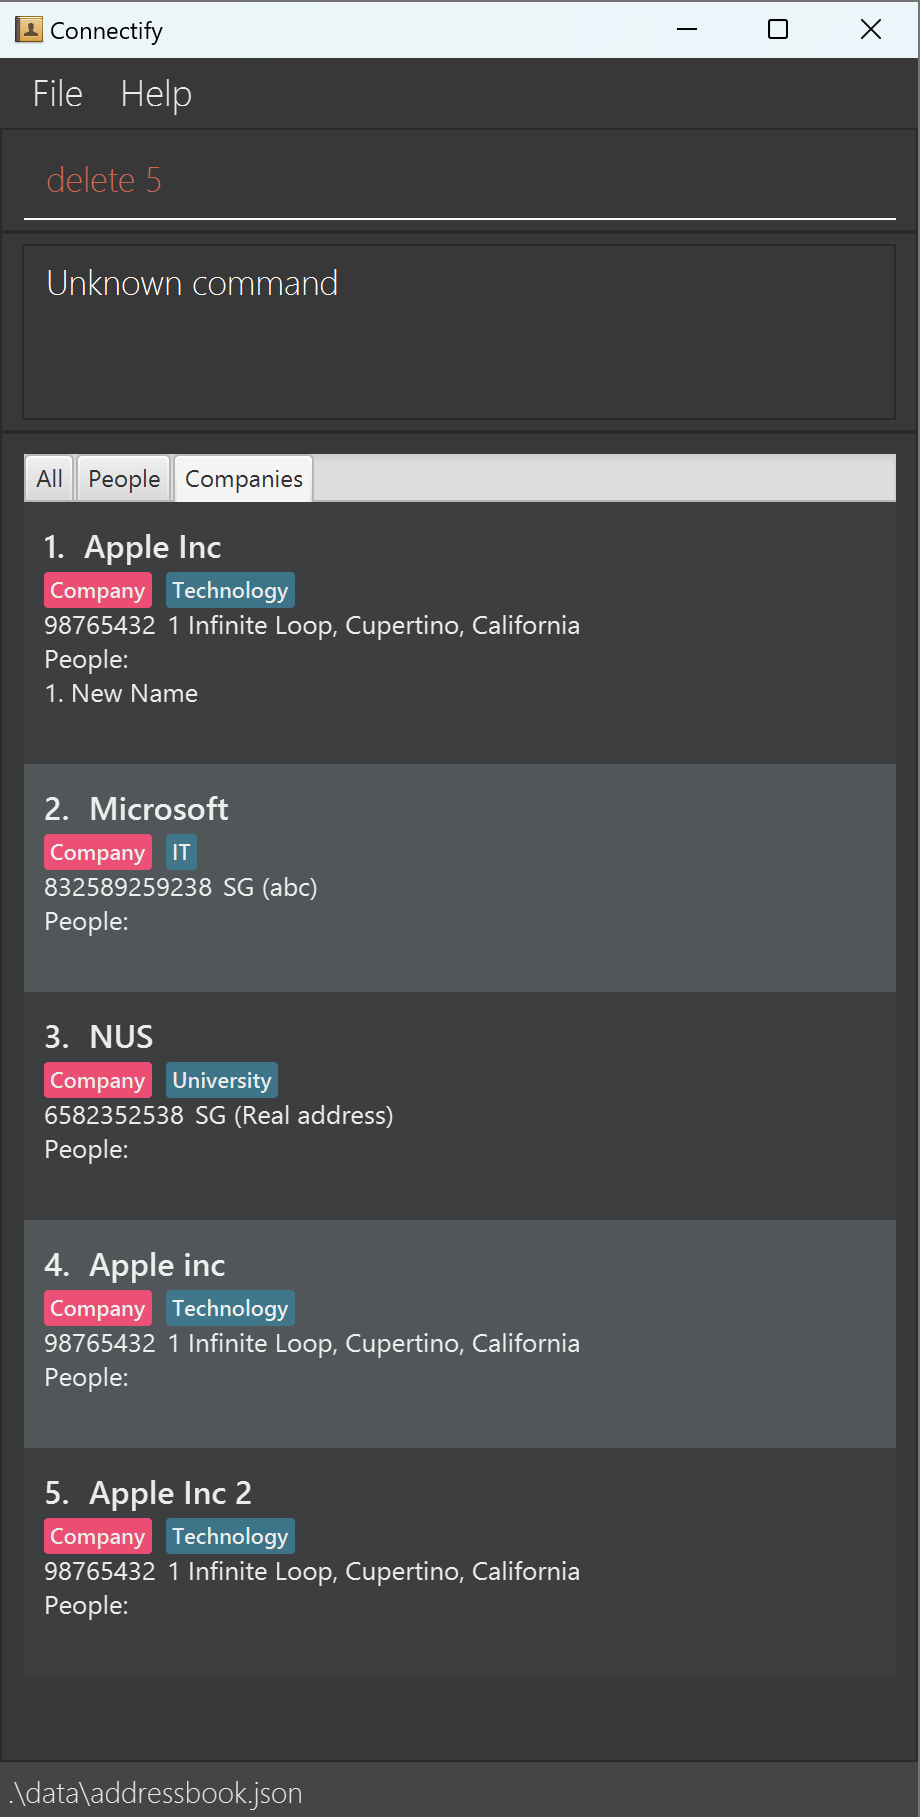 Connectify
File Help
delete 5
Unknown command
All People Companies
1. Apple Inc
Company Technology
98765432 1 Infinite Loop, Cupertino, California
People:
1. New Name
2. Microsoft
Company IT
832589259238 SG (abc)
People:
3. NUS
Company University
6582352538 SG (Real address)
People:
4. Apple inc
Company Technology
98765432 1 Infinite Loop, Cupertino, California
People:
5. Apple Inc 2
Company Technology
98765432 1 Infinite Loop, Cupertino, California
People:
.\data\addressbook.json